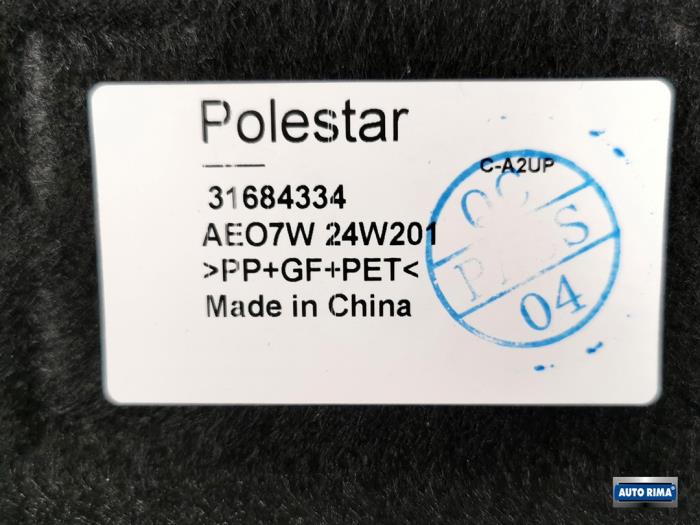 Polestar
C-A2UP
31684334
AEO7W 24W201
>PP+GF+PET<
Made in China
QC
PASS
04
AUTO RIMA